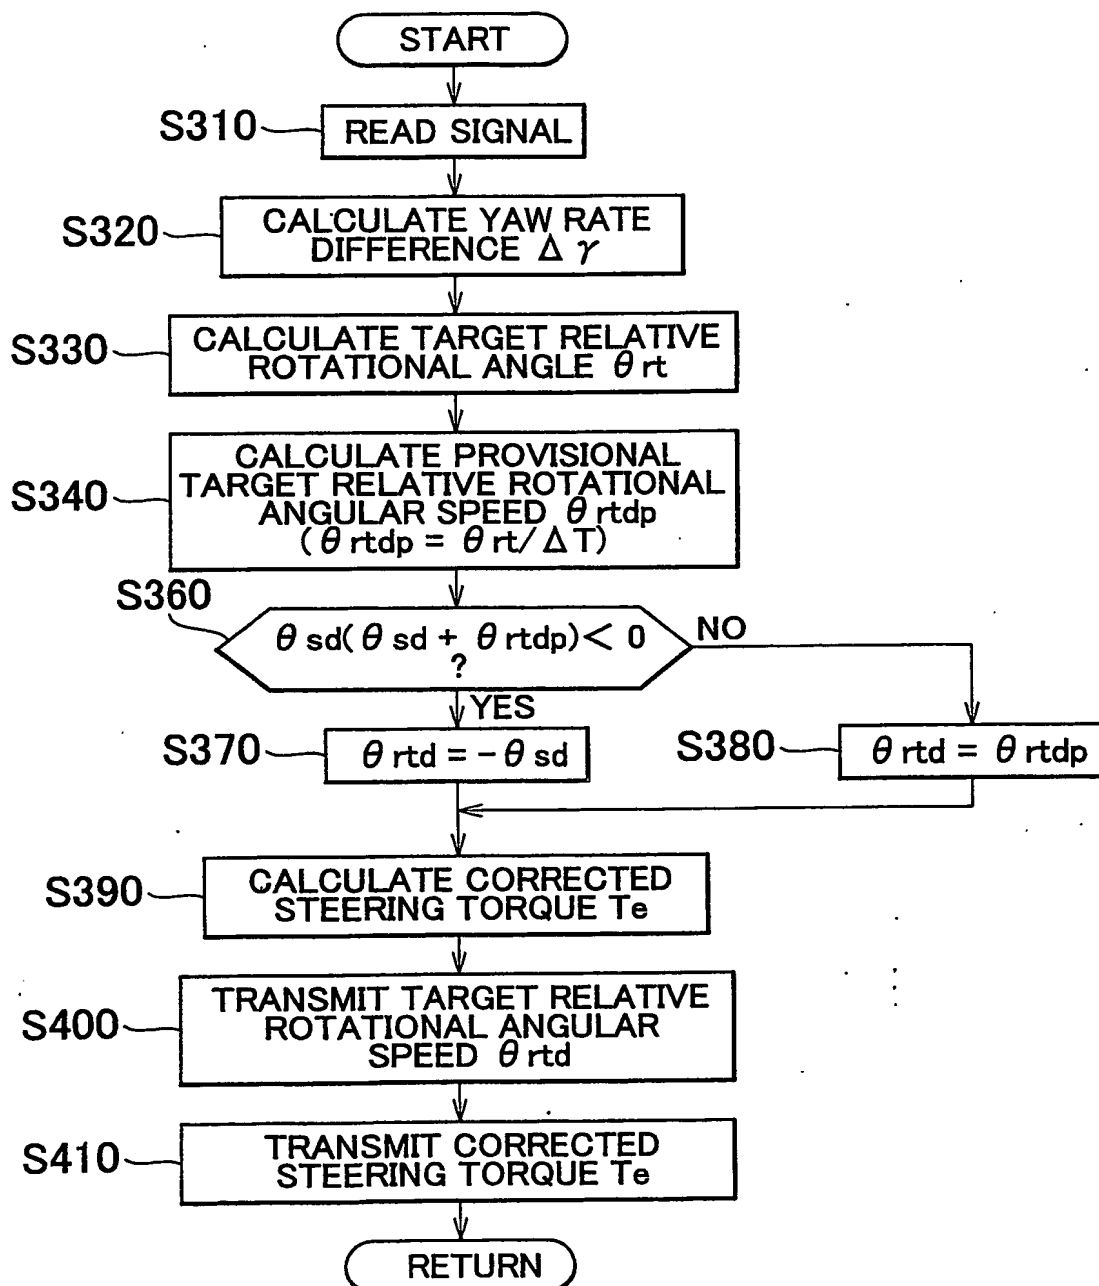 START
S310
READ SIGNAL
S320
CALCULATE YAW RATE
DIFFERENCE Δγ
S330
CALCULATE TARGET RELATIVE
ROTATIONAL ANGLE θrt
S340
CALCULATE PROVISIONAL
TARGET RELATIVE ROTATIONAL
ANGULAR SPEED θrtdp
(θrtdp = θrt/ΔT)
S360
θsd(θsd + θrtdp) < 0
?
NO
YES
S370
θrtd = -θsd
S380
θrtd = θrtdp
S390
CALCULATE CORRECTED
STEERING TORQUE Te
S400
TRANSMIT TARGET RELATIVE
ROTATIONAL ANGULAR
SPEED θrtd
S410
TRANSMIT CORRECTED
STEERING TORQUE Te
RETURN